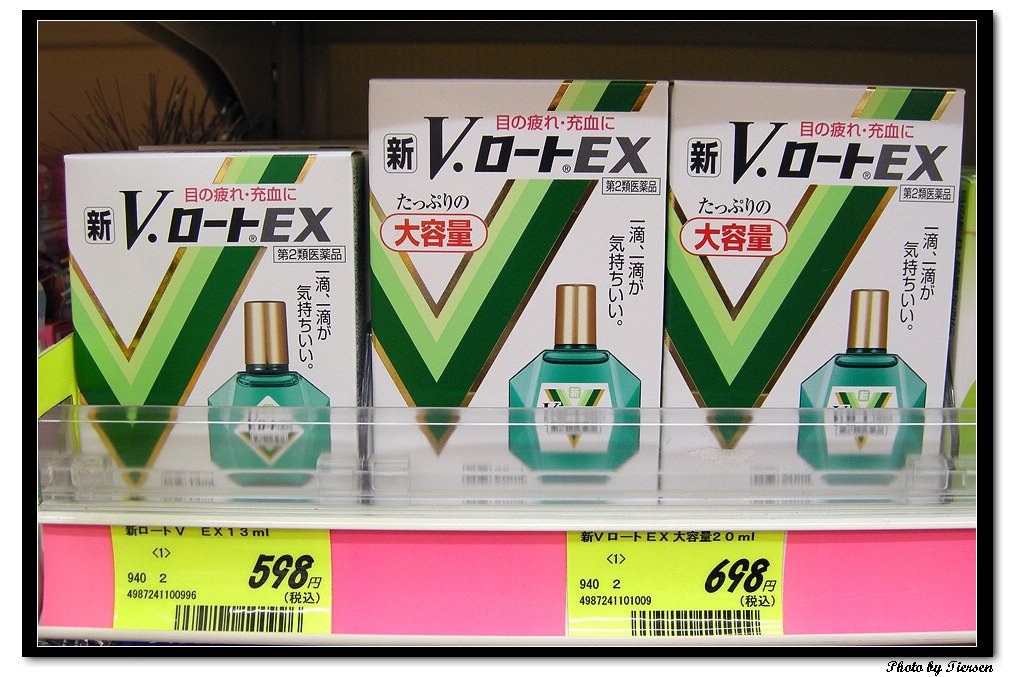 目の疲れ・充血に
新 V.ロート®EX
第2類医薬品
一滴、一滴が
気持ちいい。
目の疲れ・充血に
新 V.ロート®EX
第2類医薬品
たっぷりの
大容量
一滴、一滴が
気持ちいい。
新
目の疲れ・充血に
新 V.ロート®EX
第2類医薬品
たっぷりの
大容量
一滴、一滴が
気持ちいい。
新
新ロートV EX13ml
<1>
940 2
598円
(税込)
4987241100996
新VロートEX大容量20ml
<1>
940 2
698円
(税込)
4987241101009
Photo by Tiersen